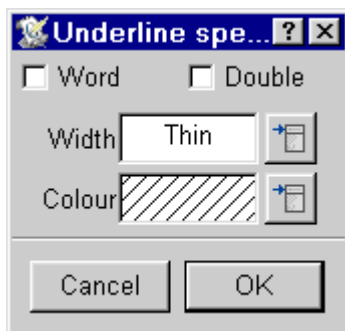 Underline spe...
Word Double
Width Thin
Colour
Cancel OK